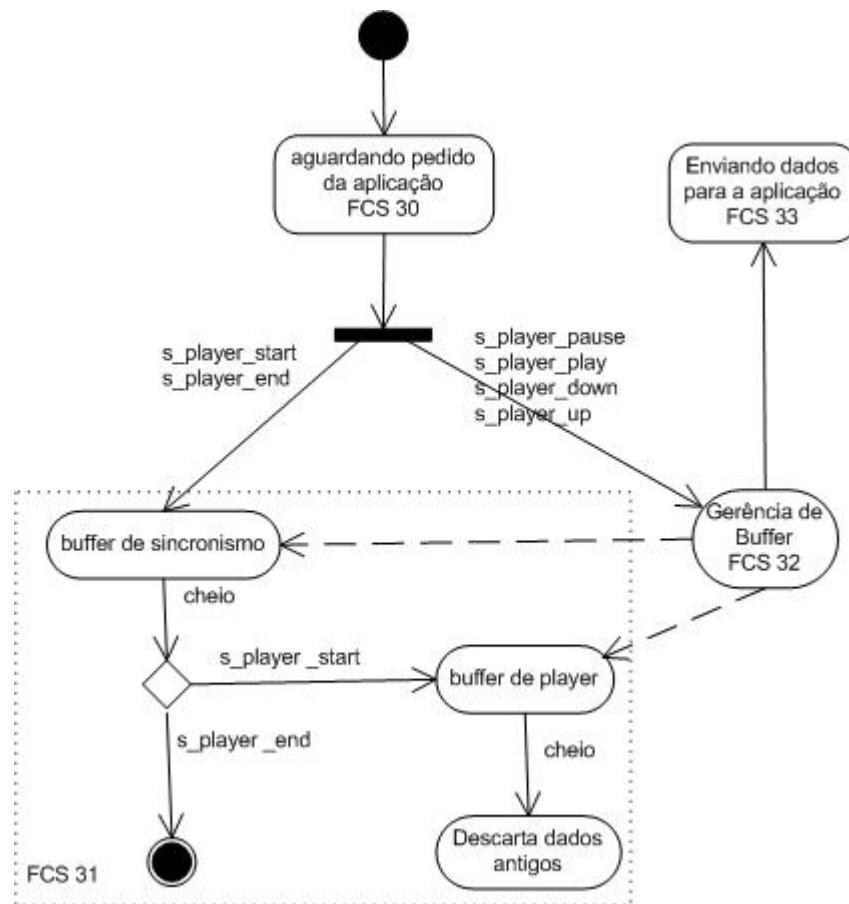 aguardando pedido
da aplicação
FCS 30
Enviando dados
para a aplicação
FCS 33
s_player_start
s_player_end
s_player_pause
s_player_play
s_player_down
s_player_up
buffer de sincronismo
Gerência de
Buffer
FCS 32
cheio
s_player _start
buffer de player
s_player _end
cheio
Descarta dados
antigos
FCS 31